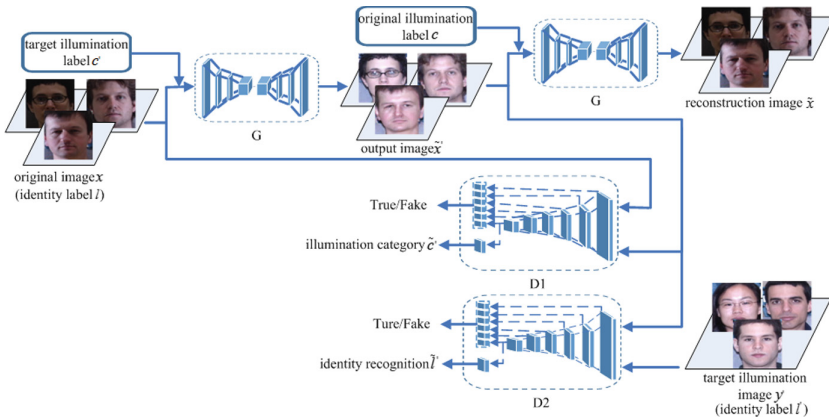 target illumination
label c'
original illumination
label c
G
G
original image x
(identity label l)
output image x̃'
reconstruction image x̃
True/Fake
illumination category c̃'
D1
Ture/Fake
identity recognition l̃'
D2
target illumination
image y'
(identity label l')